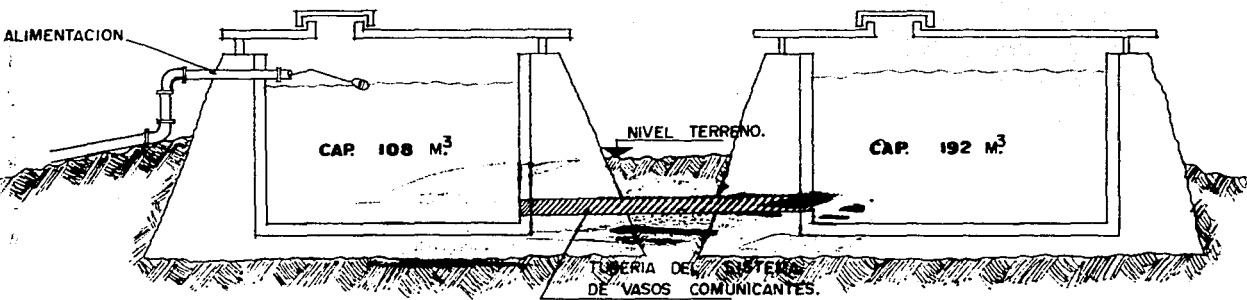 ALIMENTACION
CAP. 108 M.³
NIVEL TERRENO.
CAP. 192 M.³
TUBERIA DEL SISTEMA
DE VASOS COMUNICANTES.